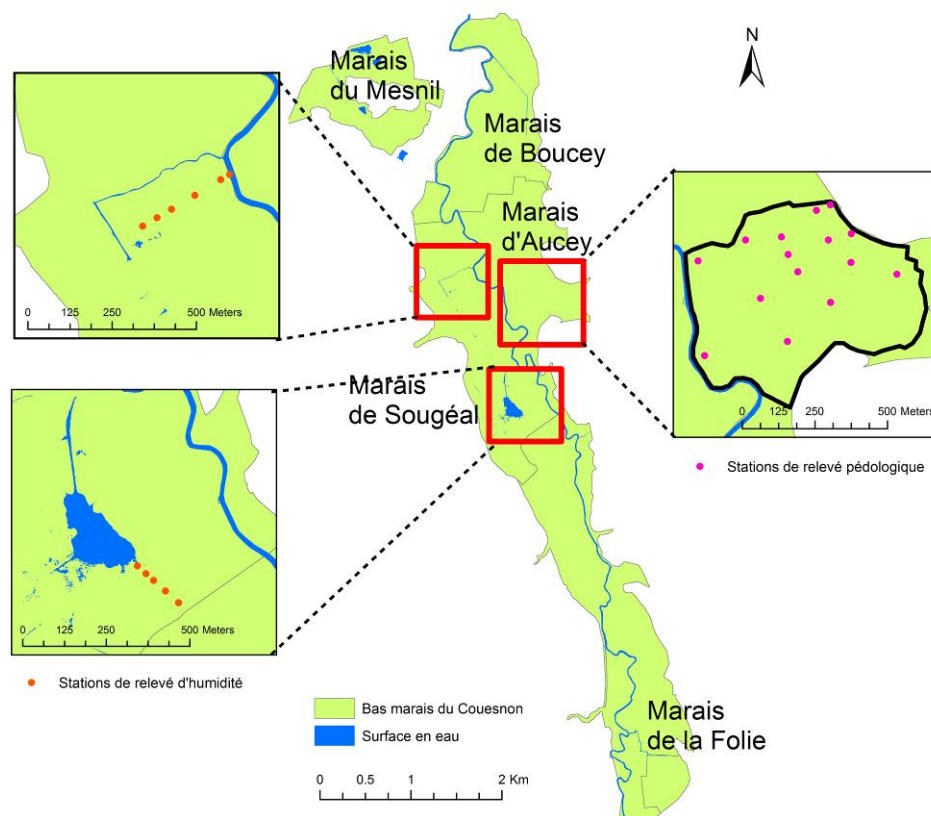 N
Marais
du Mesnil
Marais
de Boucey
Marais
d'Aucey
0 125 250 500 Meters
Marais
de Sougéal
0 125 250 500 Meters
Stations de relevé pédologique
0 125 250 500 Meters
Stations de relevé d'humidité
Bas marais du Couesnon
Surface en eau
Marais
de la Folie
0 0.5 1 2 Km